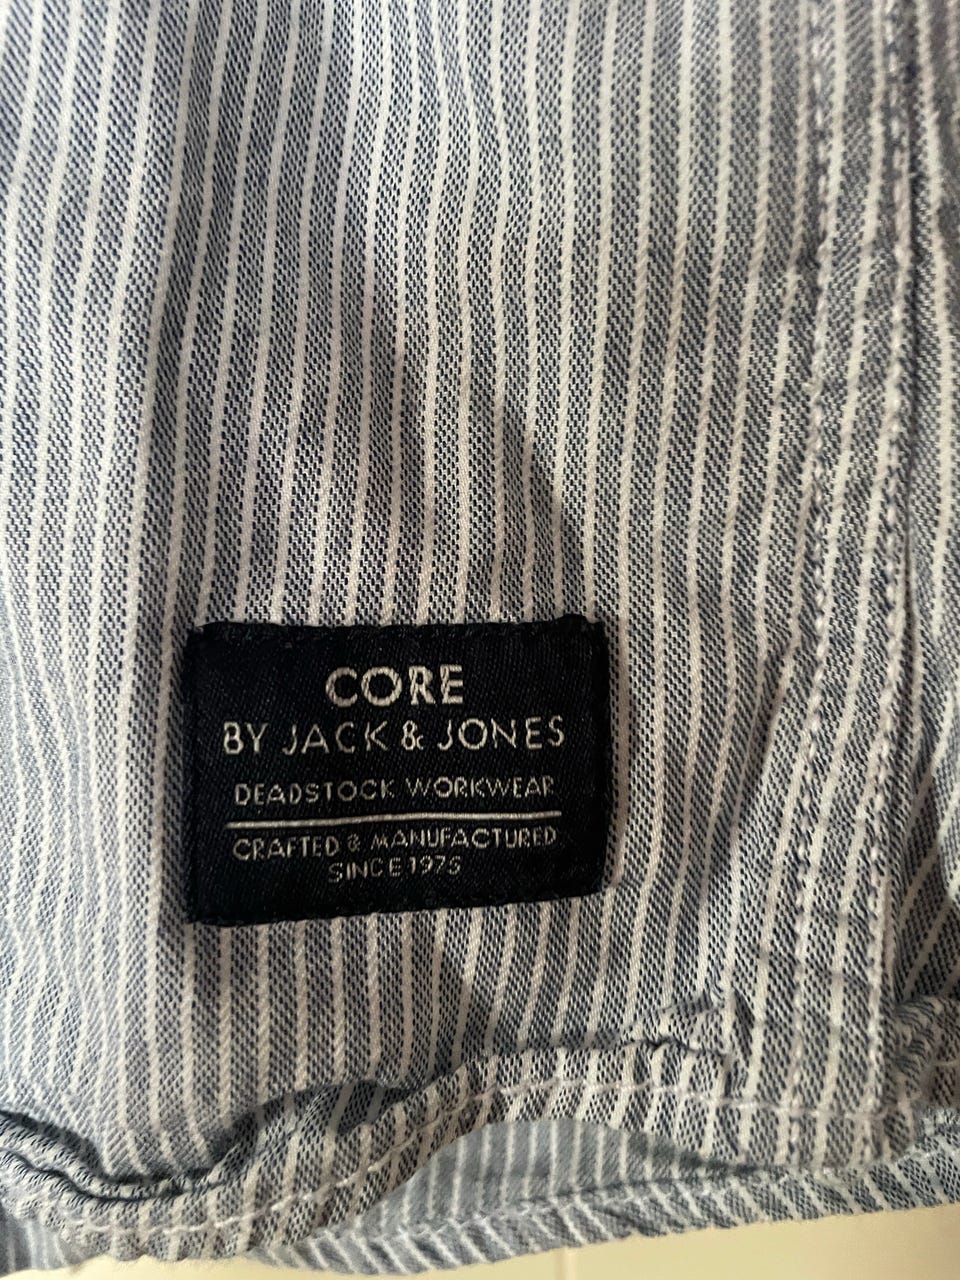 CORE
BY JACK & JONES
DEADSTOCK WORKWEAR
CRAFTED & MANUFACTURED
SINCE 1975